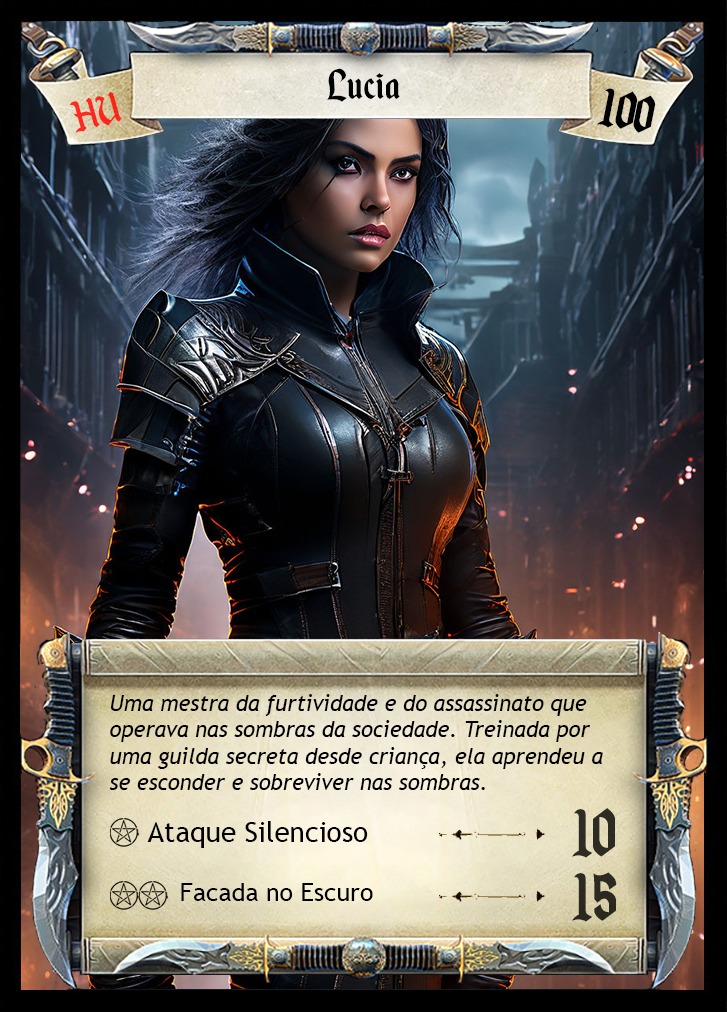 Lucia
HU
100
Uma mestra da furtividade e do assassinato que
operava nas sombras da sociedade. Treinada por
uma guilda secreta desde criança, ela aprendeu a
se esconder e sobreviver nas sombras.
Ataque Silencioso 10
Facada no Escuro 15